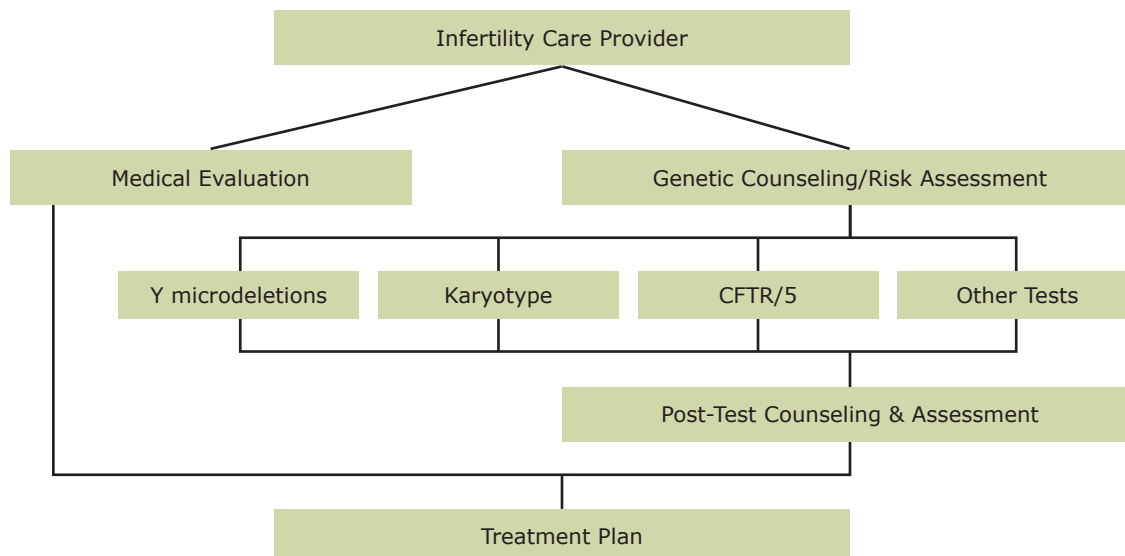 Infertility Care Provider
Medical Evaluation
Genetic Counseling/Risk Assessment
Y microdeletions
Karyotype
CFTR/5
Other Tests
Post-Test Counseling & Assessment
Treatment Plan